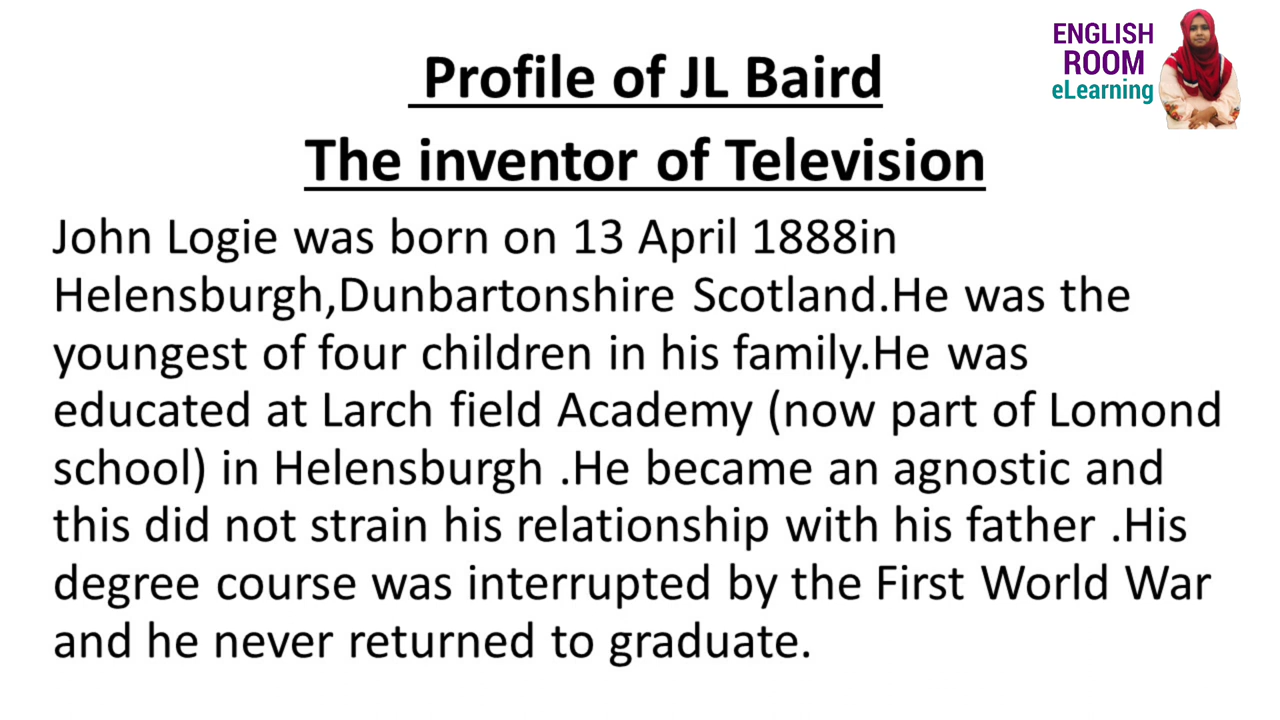 Profile of JL Baird
The inventor of Television
ENGLISH
ROOM
eLearning
John Logie was born on 13 April 1888in
Helensburgh,Dunbartonshire Scotland.He was the
youngest of four children in his family.He was
educated at Larch field Academy (now part of Lomond
school) in Helensburgh .He became an agnostic and
this did not strain his relationship with his father .His
degree course was interrupted by the First World War
and he never returned to graduate.